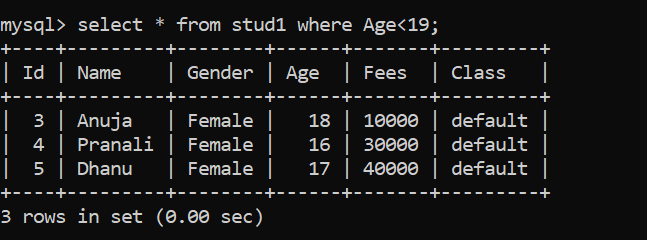 mysql> select * from stud1 where Age<19;
+----+---------+--------+------+-------+---------+
| Id | Name    | Gender | Age  | Fees  | Class   |
+----+---------+--------+------+-------+---------+
|  3 | Anuja   | Female |   18 | 10000 | default |
|  4 | Pranali | Female |   16 | 30000 | default |
|  5 | Dhanu   | Female |   17 | 40000 | default |
+----+---------+--------+------+-------+---------+
3 rows in set (0.00 sec)